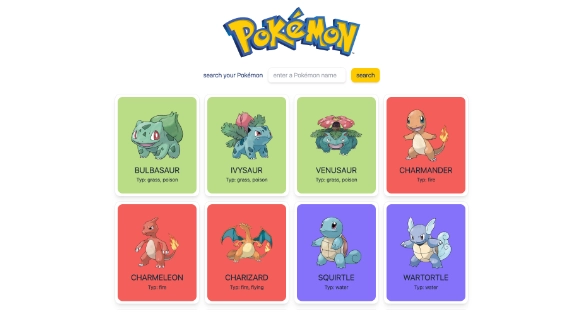 POKéMON
search your Pokémon enter a Pokémon name search
BULBASAUR
Typ: grass, poison
IVYSAUR
Typ: grass, poison
VENUSAUR
Typ: grass, poison
CHARMANDER
Typ: fire
CHARMELEON
Typ: fire
CHARIZARD
Typ: fire, flying
SQUIRTLE
Typ: water
WARTORTLE
Typ: water